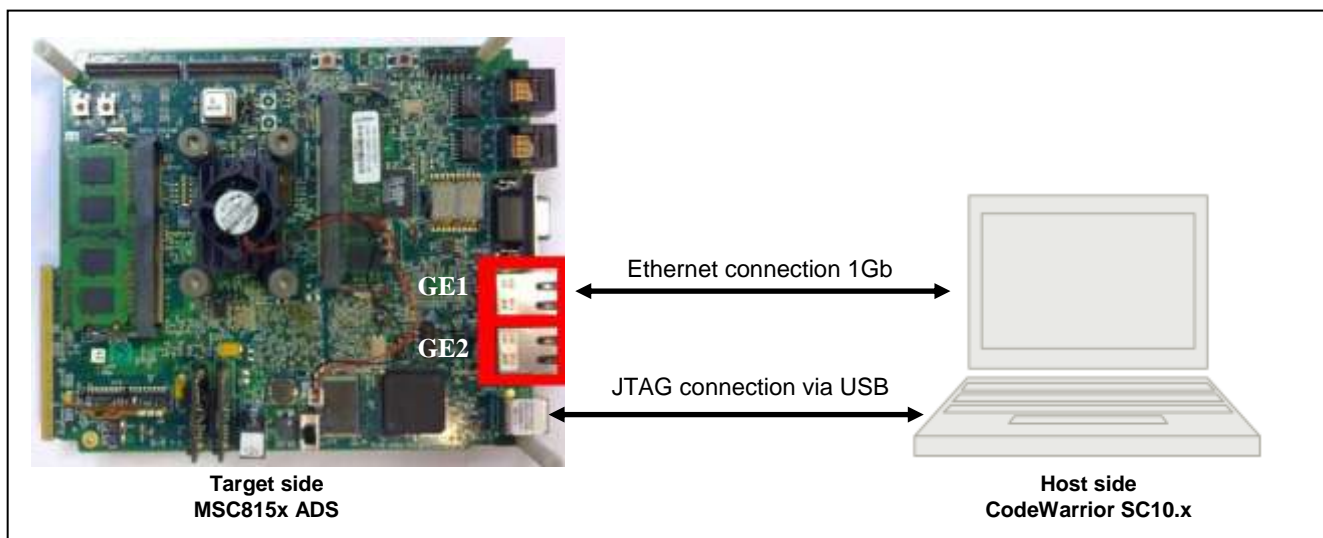 GE1
Ethernet connection 1Gb
GE2
JTAG connection via USB
Target side
MSC815x ADS
Host side
CodeWarrior SC10.x